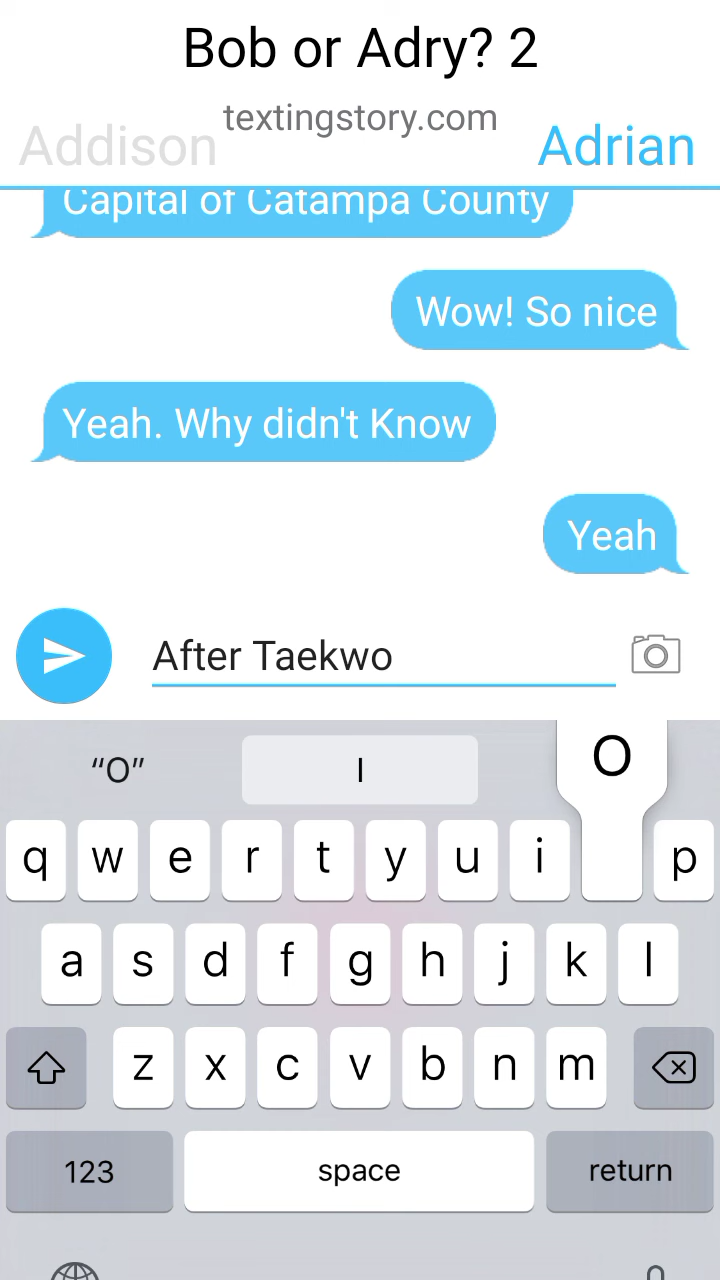 Bob or Adry? 2
textingstory.com
Addison Adrian
Capital of Catampa County
Wow! So nice
Yeah. Why didn't Know
Yeah
After Taekwo
“O” I O
q w e r t y u i p
a s d f g h j k l
z x c v b n m
123 space return